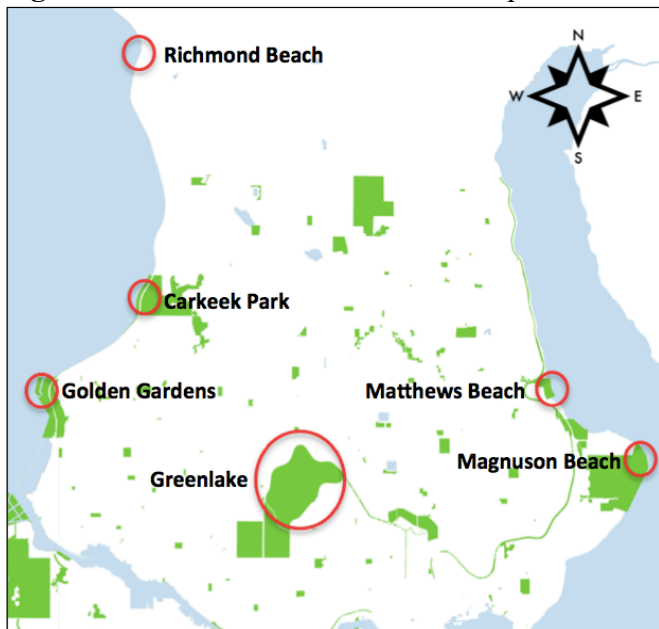 Richmond Beach
N
W
E
S
Carkeek Park
Golden Gardens
Matthews Beach
Greenlake
Magnuson Beach